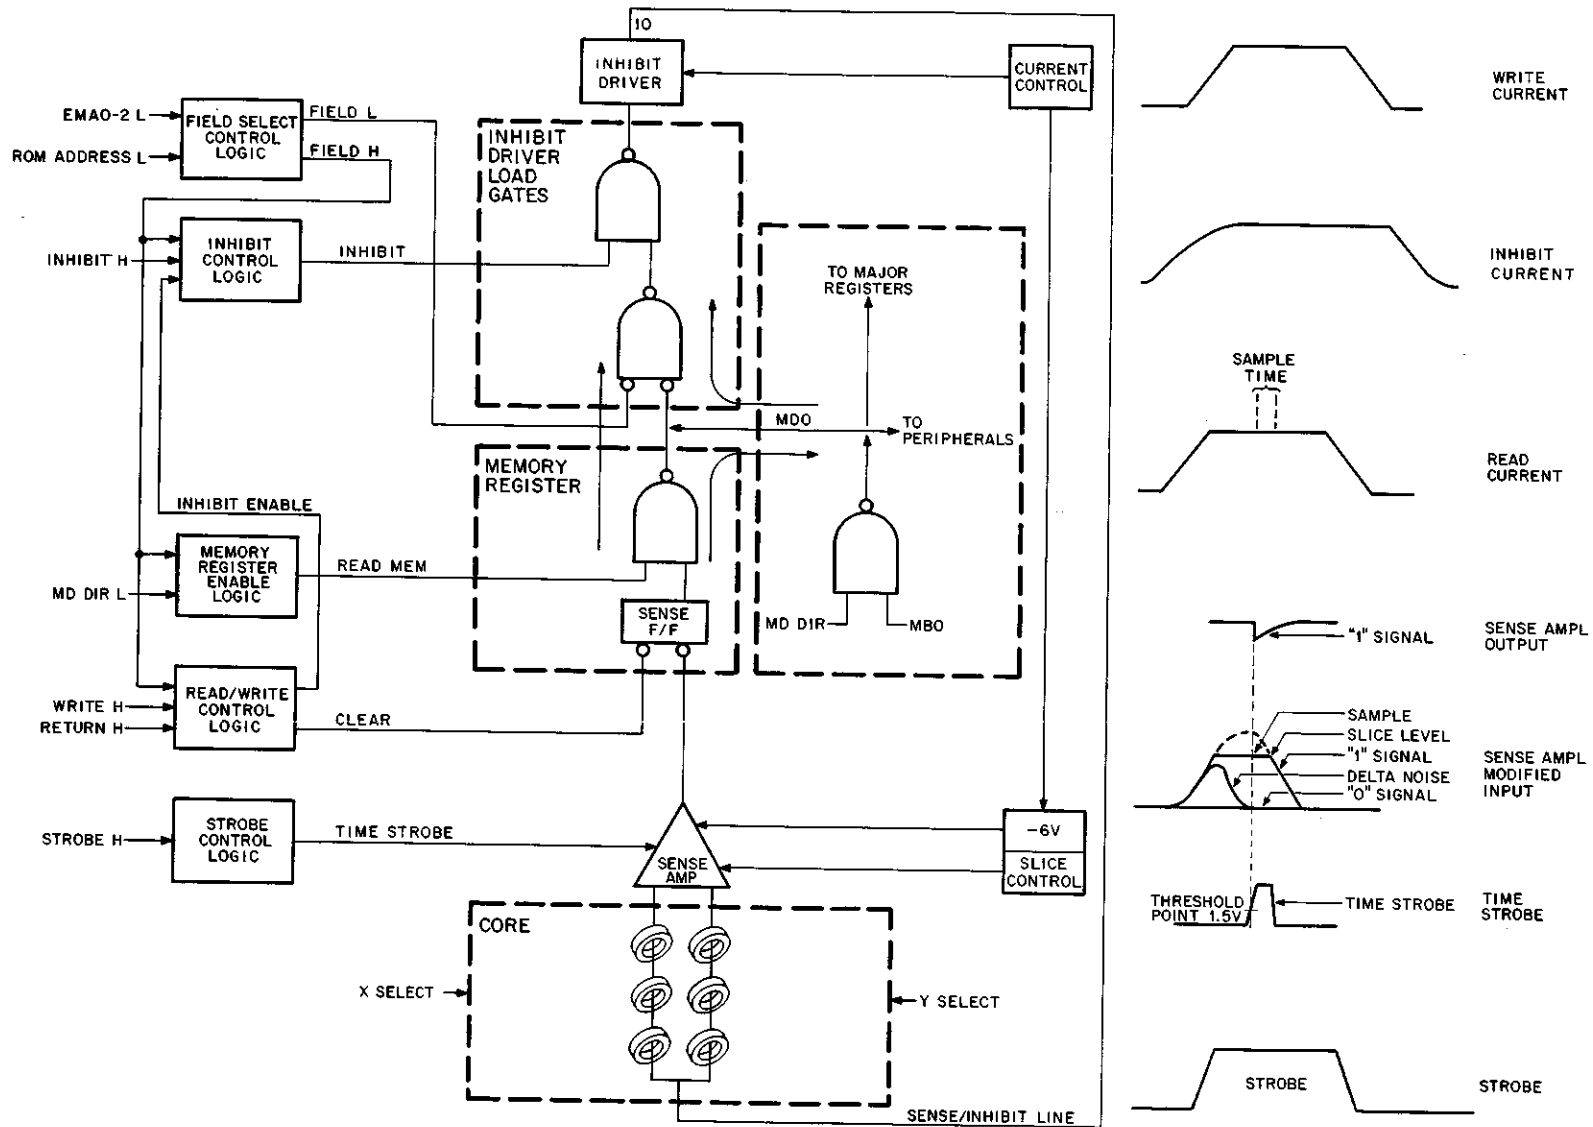 IO
INHIBIT
DRIVER
CURRENT
CONTROL
WRITE
CURRENT
EMAO-2 L
ROM ADDRESS L
FIELD SELECT
CONTROL
LOGIC
FIELD L
FIELD H
INHIBIT
DRIVER
LOAD
GATES
INHIBIT H
INHIBIT
CONTROL
LOGIC
INHIBIT
TO MAJOR
REGISTERS
INHIBIT
CURRENT
SAMPLE
TIME
MDO
TO
PERIPHERALS
MEMORY
REGISTER
READ
CURRENT
INHIBIT ENABLE
MEMORY
REGISTER
ENABLE
LOGIC
MD DIR L
READ MEM
SENSE
F/F
MD DIR
MBO
"1" SIGNAL
SENSE AMPL
OUTPUT
WRITE H
RETURN H
READ/WRITE
CONTROL
LOGIC
CLEAR
SAMPLE
SLICE LEVEL
"1" SIGNAL
DELTA NOISE
"0" SIGNAL
SENSE AMPL
MODIFIED
INPUT
STROBE H
STROBE
CONTROL
LOGIC
TIME STROBE
SENSE
AMP
-6V
SLICE
CONTROL
THRESHOLD
POINT 1.5V
TIME STROBE
TIME
STROBE
CORE
X SELECT
Y SELECT
SENSE/INHIBIT LINE
STROBE
STROBE